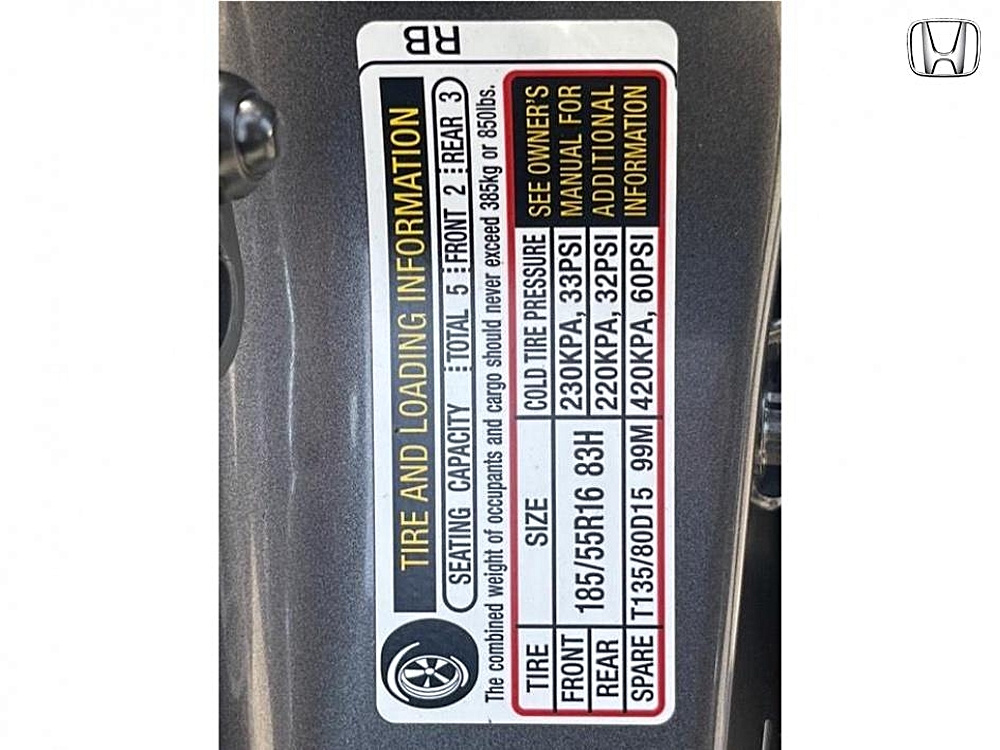 RB
TIRE AND LOADING INFORMATION
SEATING CAPACITY TOTAL 5 FRONT 2 REAR 3
The combined weight of occupants and cargo should never exceed 385kg or 850lbs.
TIRE SIZE COLD TIRE PRESSURE
FRONT 185/55R16 83H 230KPA, 33PSI
REAR 220KPA, 32PSI
SPARE T135/80D15 99M 420KPA, 60PSI
SEE OWNER'S
MANUAL FOR
ADDITIONAL
INFORMATION